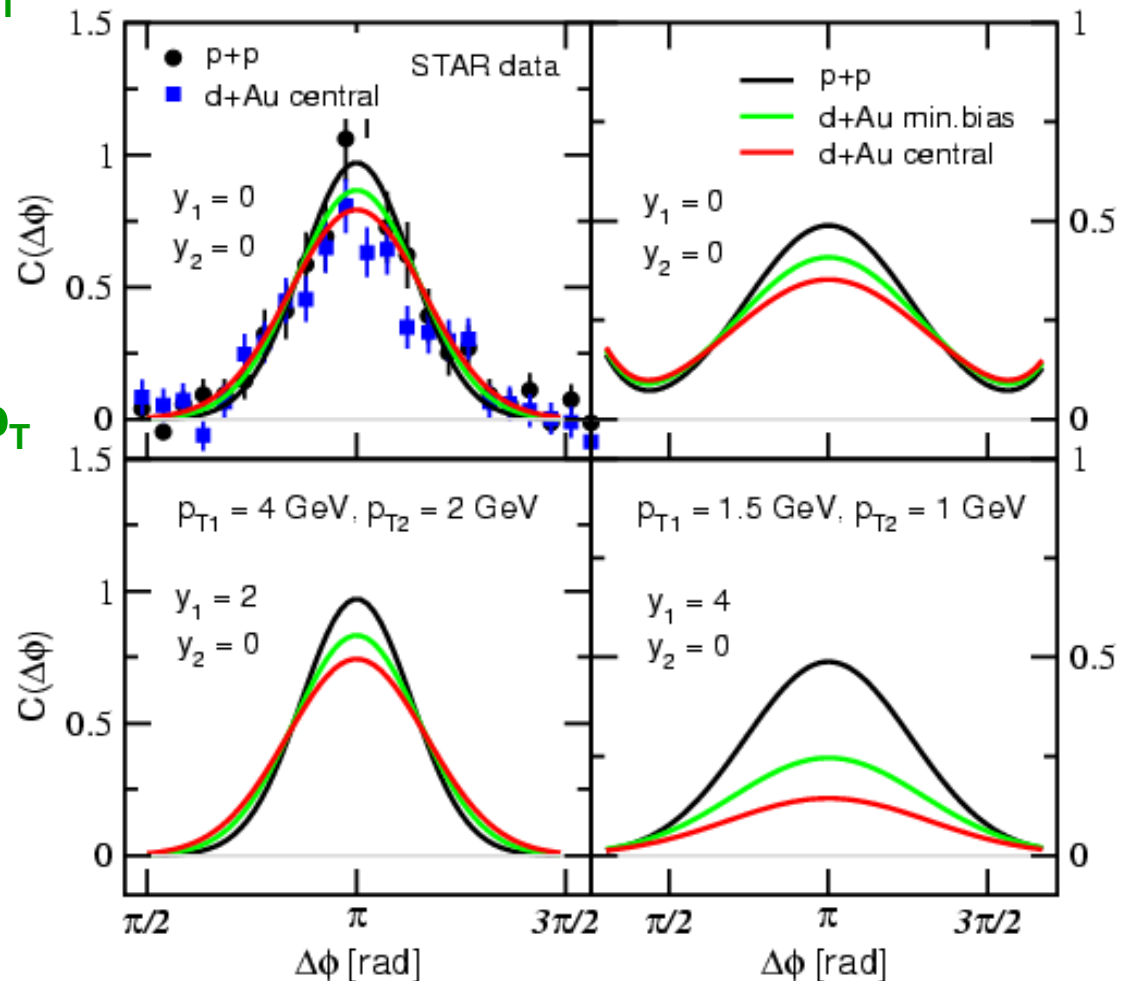 T
1.5
p+p
STAR data
d+Au central
1
y1 = 0
y2 = 0
C(Δϕ)
0.5
0
1
p+p
d+Au min.bias
d+Au central
y1 = 0
y2 = 0
0.5
0
pT
1.5
pT1 = 4 GeV, pT2 = 2 GeV
1
y1 = 2
y2 = 0
C(Δϕ)
0.5
0
π/2
π
3π/2
Δϕ [rad]
1
pT1 = 1.5 GeV, pT2 = 1 GeV
y1 = 4
y2 = 0
0.5
0
π/2
π
3π/2
Δϕ [rad]